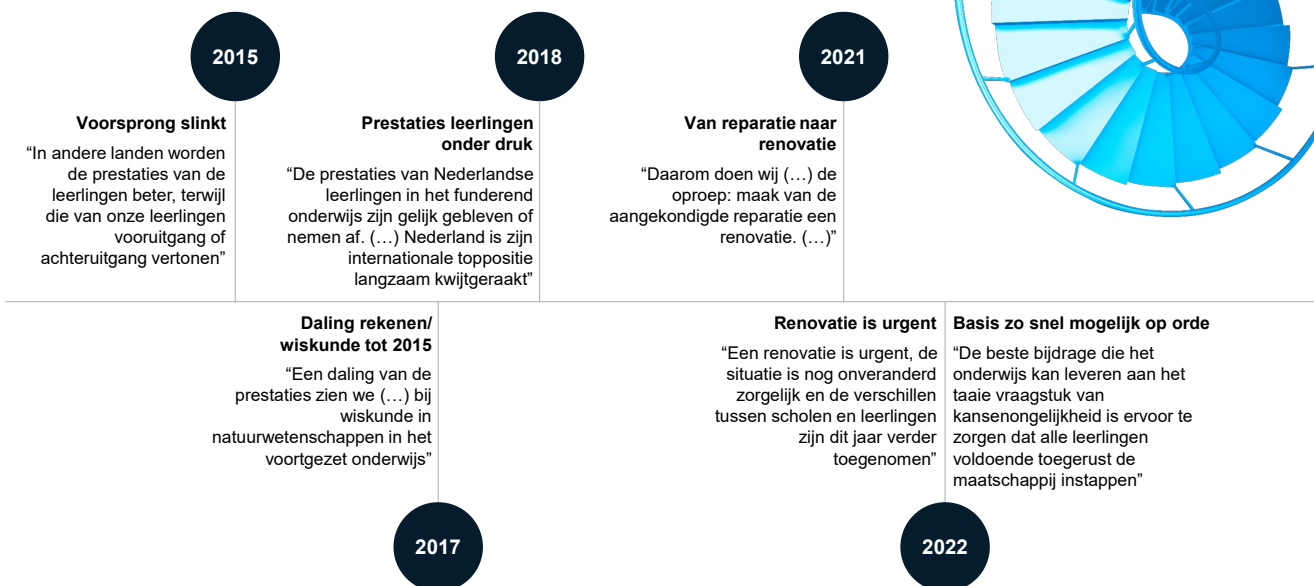 2015
Voorsprong slinkt
“In andere landen worden
de prestaties van de
leerlingen beter, terwijl
die van onze leerlingen
vooruitgang of
achteruitgang vertonen”
2018
Prestaties leerlingen
onder druk
“De prestaties van Nederlandse
leerlingen in het funderend
onderwijs zijn gelijk gebleven of
nemen af. (…) Nederland is zijn
internationale toppositie
langzaam kwijtgeraakt”
2021
Van reparatie naar
renovatie
“Daarom doen wij (…) de
oproep: maak van de
aangekondigde reparatie een
renovatie. (…)”
Daling rekenen/
wiskunde tot 2015
“Een daling van de
prestaties zien we (…) bij
wiskunde in
natuurwetenschappen in het
voortgezet onderwijs”
2017
Renovatie is urgent
“Een renovatie is urgent, de
situatie is nog onveranderd
zorgelijk en de verschillen
tussen scholen en leerlingen
zijn dit jaar verder
toegenomen”
Basis zo snel mogelijk op orde
“De beste bijdrage die het
onderwijs kan leveren aan het
taaie vraagstuk van
kansenongelijkheid is ervoor te
zorgen dat alle leerlingen
voldoende toegerust de
maatschappij instappen”
2022